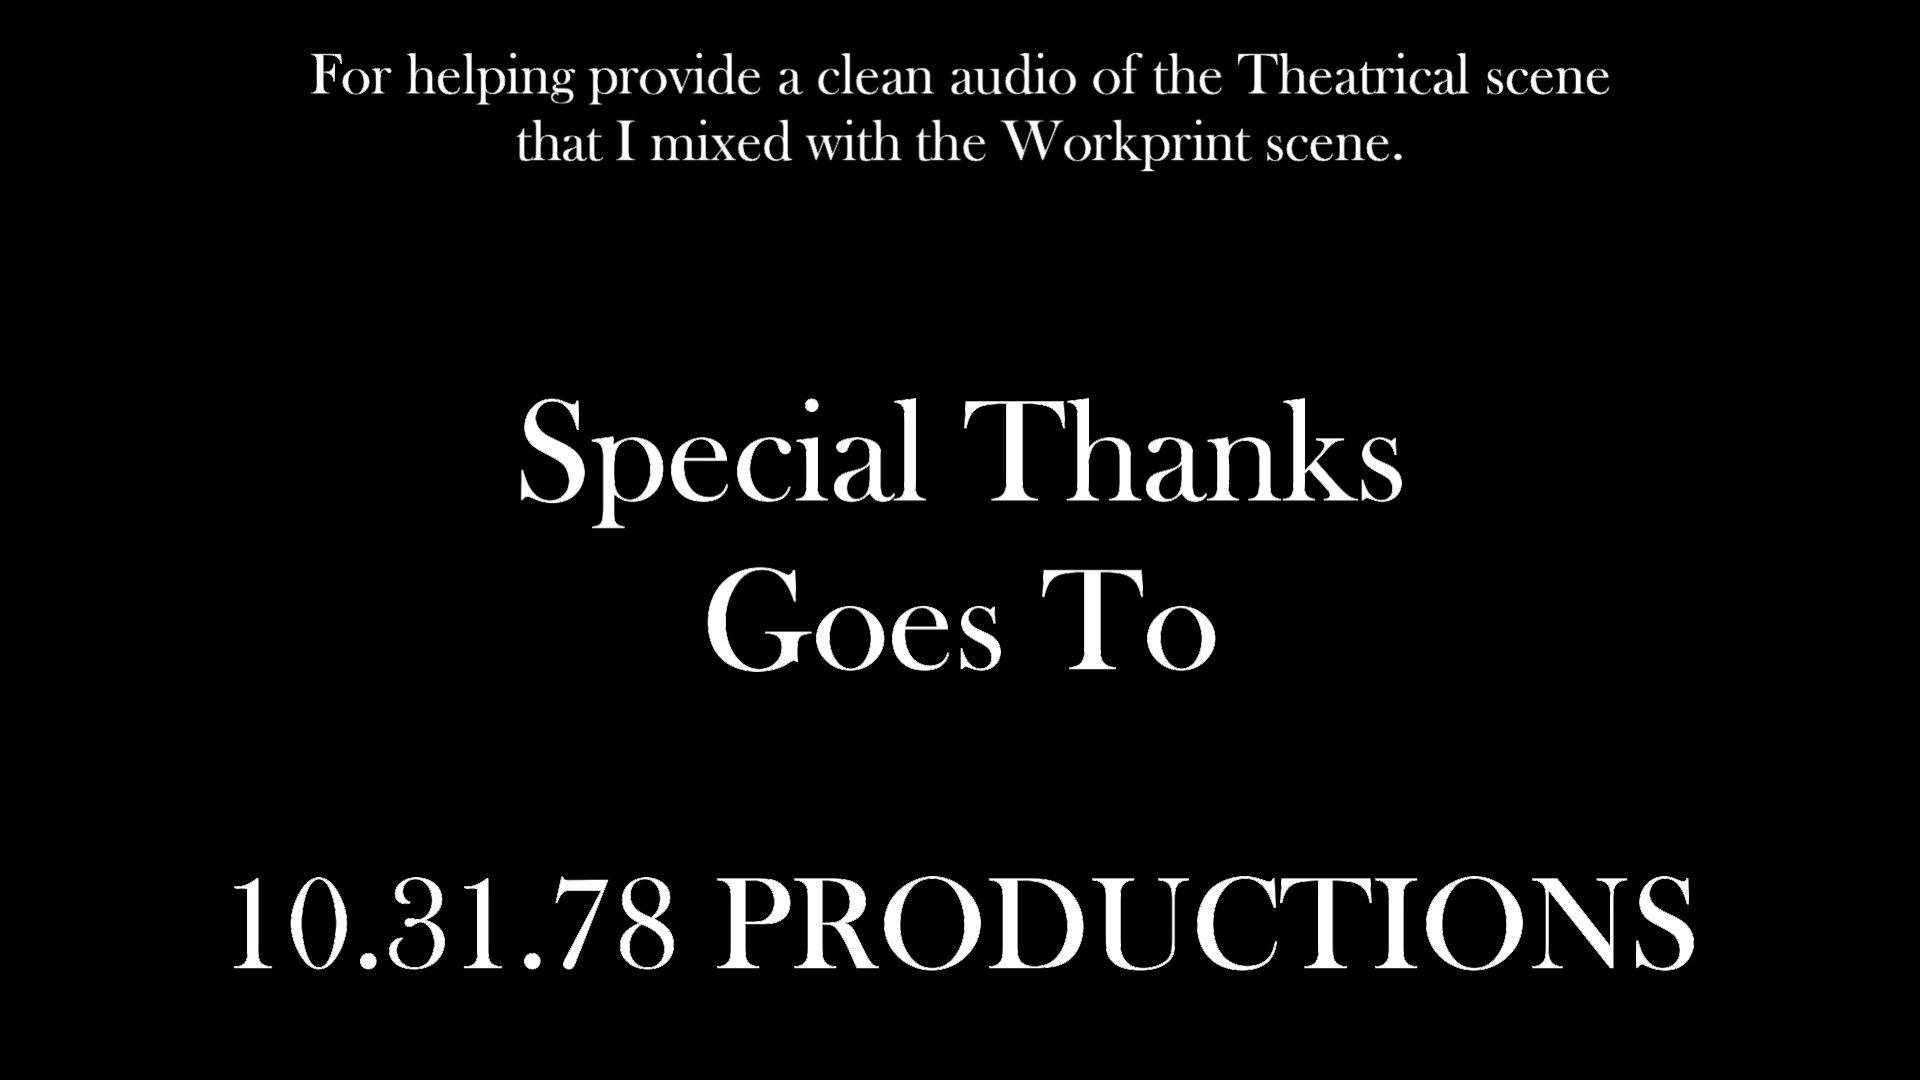 For helping provide a clean audio of the Theatrical scene
that I mixed with the Workprint scene.
Special Thanks
Goes To
10.31.78 PRODUCTIONS